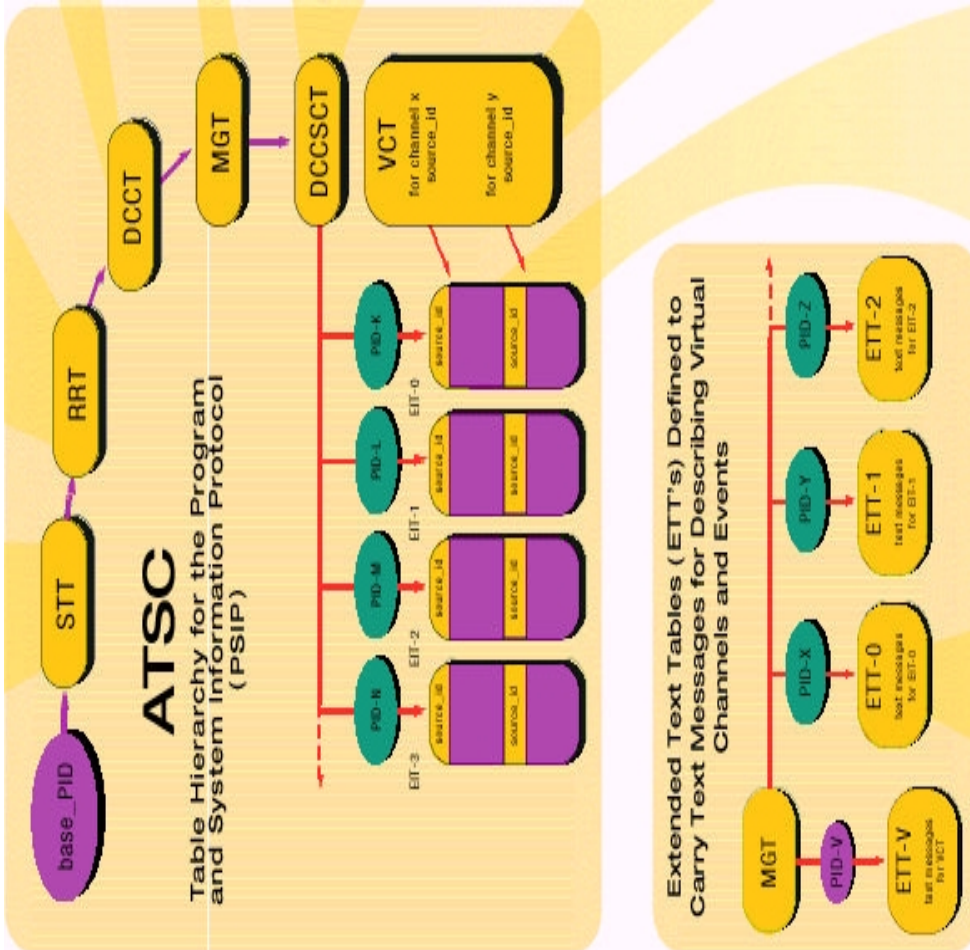 base_PID
STT
RRT
DCCT
MGT
DCCSCT
VCT
for channel x
source_id
for channel y
source_id
ATSC
Table Hierarchy for the Program
and System Information Protocol
(PSIP)
PID-N
PID-M
PID-L
PID-K
EIT-3
EIT-2
EIT-1
EIT-0
source_id
source_id
source_id
source_id
source_id
source_id
source_id
source_id
Extended Text Tables (ETT's) Defined to
Carry Text Messages for Describing Virtual
Channels and Events
MGT
PID-V
PID-X
PID-Y
PID-Z
ETT-V
text messages
for VCT
ETT-0
text messages
for EIT-0
ETT-1
text messages
for EIT-1
ETT-2
text messages
for EIT-2